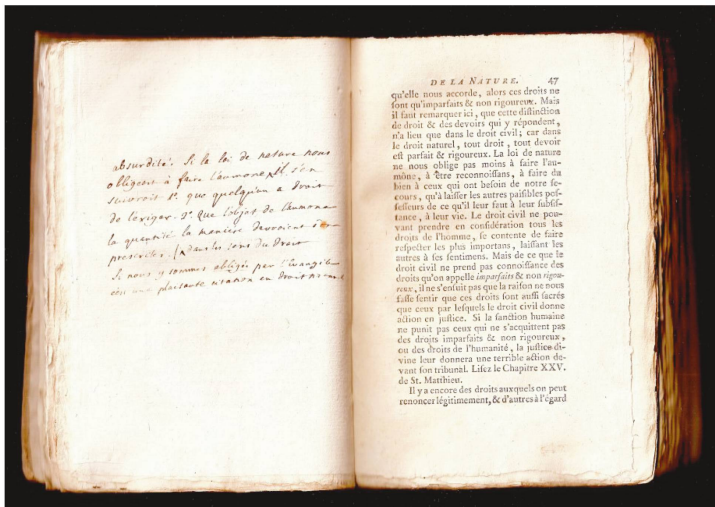 absurdité. Si la loi de nature nous
obligeoit à faire l'aumone, Il s'en
suivroit 1°. que quelqu'un a droit
de l'exiger. 2°. Que l'objet de l'aumone
la quantité la manière devroient être
prescrites. dans le sens du droit
Si nous y sommes obligés par l'évangile
plaisante citation en droit
DE LA NATURE. 47
qu'elle nous accorde, alors ces droits ne
ſont qu'imparfaits & non rigoureux. Mais
il faut remarquer ici, que cette diſtinction
de droit & des devoirs qui y répondent,
n'a lieu que dans le droit civil; car dans
le droit naturel, tout droit, tout devoir
eſt parfait & rigoureux. La loi de nature
ne nous oblige pas moins à faire l'au-
mône, à être reconnoiſſans, à faire du
bien à ceux qui ont beſoin de notre ſe-
cours, qu'à laiſſer les autres paiſibles poſ-
ſeſſeurs de ce qu'il leur faut à leur ſubſiſ-
tance, à leur vie. Le droit civil ne pou-
vant prendre en conſidération tous les
droits de l'homme, ſe contente de faire
reſpecter les plus importans, laiſſant les
autres à ſes ſentimens. Mais de ce que le
droit civil ne prend pas connoiſſance des
droits qu'on appelle imparfaits & non rigou-
reux, il ne s'enſuit pas que la raiſon ne nous
faſſe ſentir que ces droits ſont auſſi ſacrés
que ceux par leſquels le droit civil donne
action en juſtice. Si la ſanction humaine
ne punit pas ceux qui ne s'acquittent pas
des droits imparfaits & non rigoureux,
ou des droits de l'humanité, la juſtice di-
vine leur donnera une terrible action de-
vant ſon tribunal. Liſez le Chapitre XXV.
de St. Matthieu.
Il y a encore des droits auxquels on peut
renoncer légitimement, & d'autres à l'égard